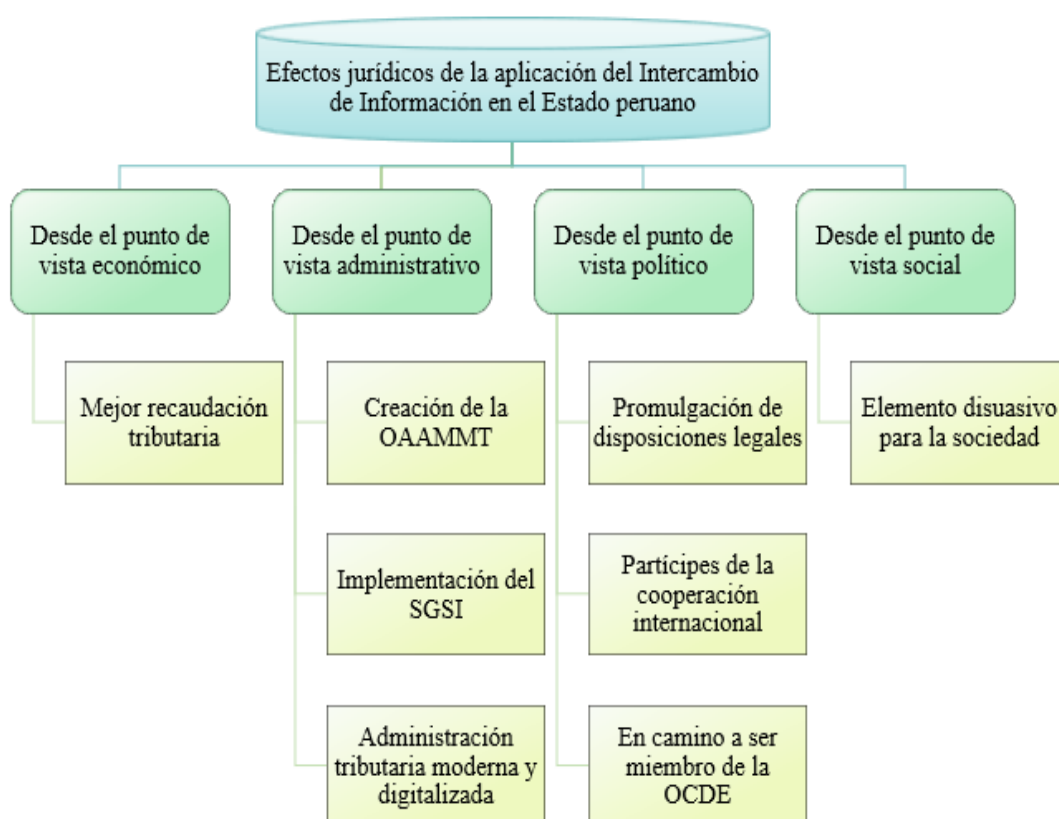 Efectos jurídicos de la aplicación del Intercambio
de Información en el Estado peruano
Desde el punto de
vista económico
Desde el punto de
vista administrativo
Desde el punto de
vista político
Desde el punto de
vista social
Mejor recaudación
tributaria
Creación de la
OAAMMT
Promulgación de
disposiciones legales
Elemento disuasivo
para la sociedad
Implementación del
SGSI
Partícipes de la
cooperación
internacional
Administración
tributaria moderna y
digitalizada
En camino a ser
miembro de la
OCDE